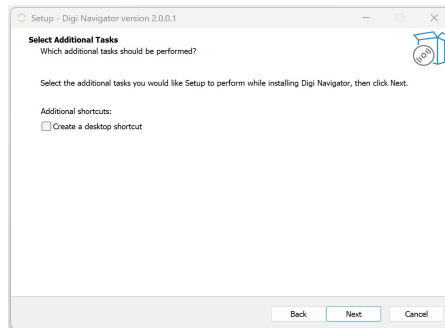 Setup - Digi Navigator version 2.0.0.1
Select Additional Tasks
Which additional tasks should be performed?
Select the additional tasks you would like Setup to perform while installing Digi Navigator, then click Next.
Additional shortcuts:
Create a desktop shortcut
Back Next Cancel